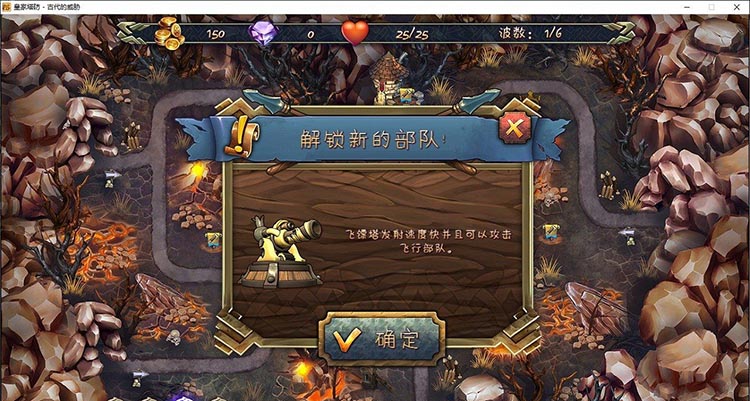 皇家塔防 - 古代的威胁
150
0
25/25
波数: 1/6
解锁新的部队!
飞镖塔发射速度快并且可以攻击
飞行部队。
确定